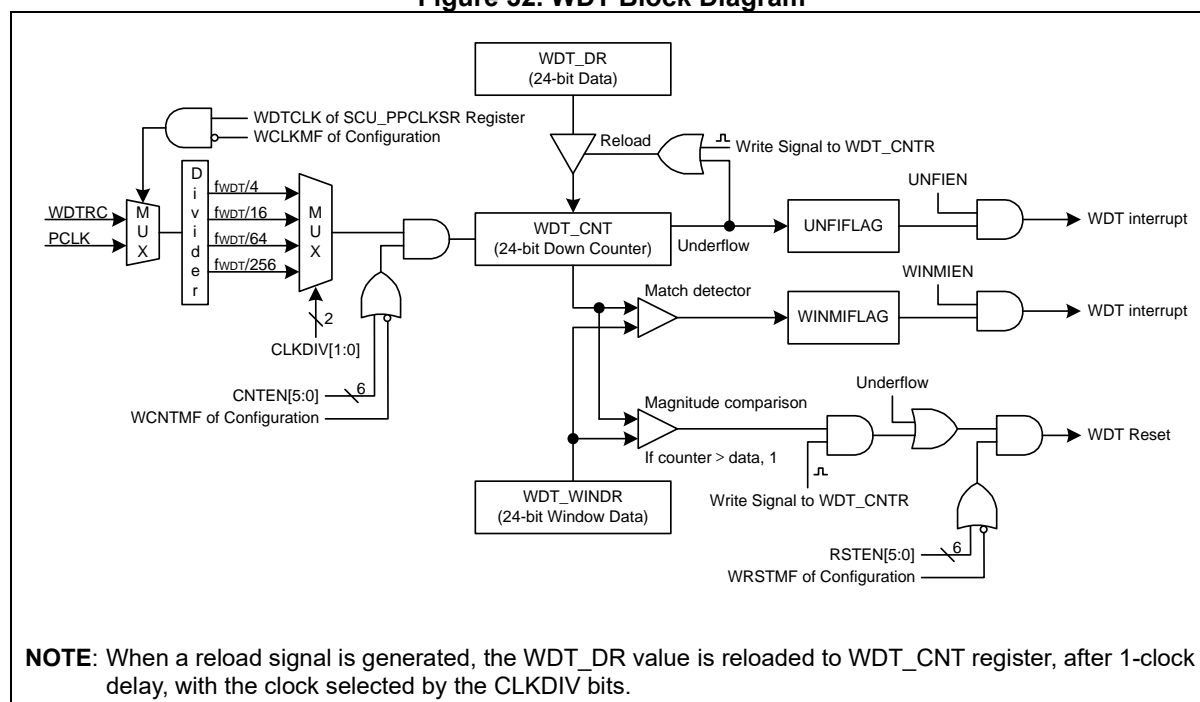 Figure 32. WDT Block Diagram
WDT_DR
(24-bit Data)
WDTCLK of SCU_PPCLKSR Register
WCLKMF of Configuration
Reload
Write Signal to WDT_CNTR
WDTRC
PCLK
MUX
Divider
fWDT/4
fWDT/16
fWDT/64
fWDT/256
MUX
2
CLKDIV[1:0]
CNTEN[5:0]
6
WCNTMF of Configuration
WDT_CNT
(24-bit Down Counter)
Underflow
UNFIEN
UNFIFLAG
WDT interrupt
Match detector
WINMIEN
WINMIFLAG
WDT interrupt
Magnitude comparison
If counter > data, 1
Underflow
WDT Reset
Write Signal to WDT_CNTR
WDT_WINDR
(24-bit Window Data)
RSTEN[5:0]
6
WRSTMF of Configuration
NOTE: When a reload signal is generated, the WDT_DR value is reloaded to WDT_CNT register, after 1-clock
delay, with the clock selected by the CLKDIV bits.